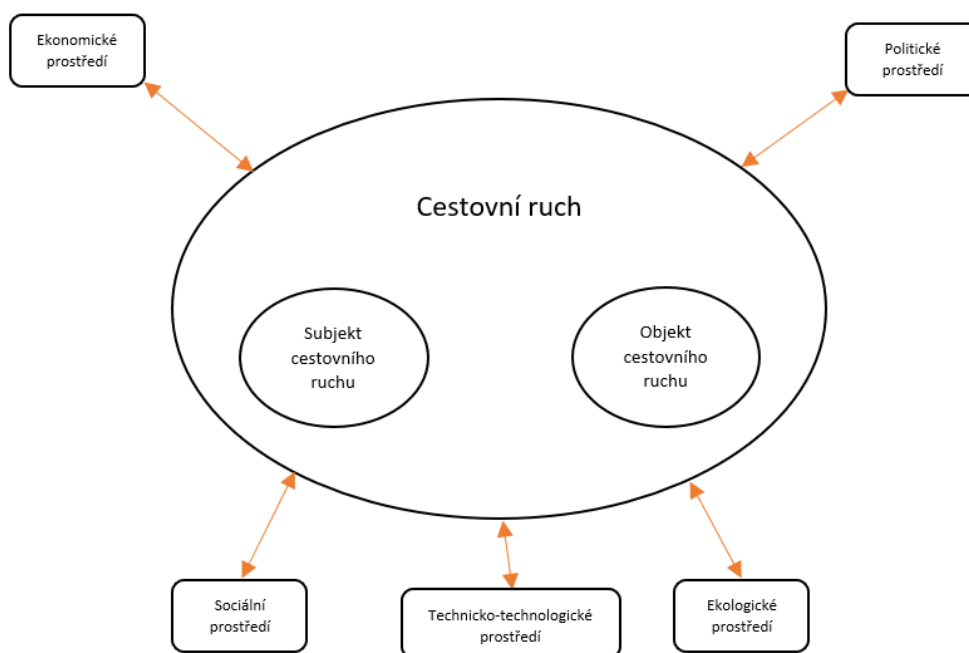 Ekonomické
prostředí
Politické
prostředí
Cestovní ruch
Subjekt
cestovního
ruchu
Objekt
cestovního
ruchu
Sociální
prostředí
Technicko-technologické
prostředí
Ekologické
prostředí